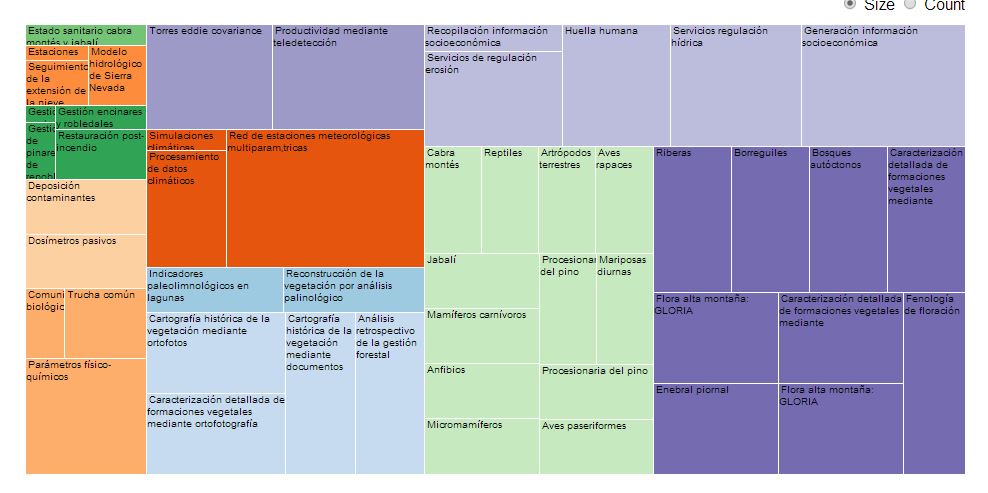 Size Count
Estado sanitario cabra
montés y jabalí
Estaciones
Modelo
hidrológico
de Sierra
Nevada
Seguimiento
de la
extensión de
la nieve
Gestión encinares
y robledales
Gestió
de
pinare
de
repobl
Restauración post-
incendio
Deposición
contaminantes
Dosímetros pasivos
Comuni
biológic
Trucha común
Parámetros físico-
químicos
Torres eddie covariance
Productividad mediante
teledetección
Simulaciones
climáticas
Procesamiento
de datos
climáticos
Red de estaciones meteorológicas
multiparam,tricas
Indicadores
paleolimnológicos en
lagunas
Reconstrucción de la
vegetación por análisis
palinológico
Cartografía histórica de la
vegetación mediante
ortofotos
Caracterización detallada de
formaciones vegetales
mediante ortofotografía
Cartografía
histórica de la
vegetación
mediante
documentos
Análisis
retrospectivo
de la gestión
forestal
Recopilación información
socioeconómica
Servicios de regulación
erosión
Huella humana
Servicios regulación
hídrica
Generación información
socioeconómica
Cabra
montés
Reptiles
Artrópodos
terrestres
Aves
rapaces
Jabalí
Mamíferos carnívoros
Anfibios
Micromamíferos
Procesionar
del pino
Mariposas
diurnas
Procesionaria del pino
Aves paseriformes
Riberas
Borreguiles
Bosques
autóctonos
Caracterización
detallada de
formaciones
vegetales
mediante
Flora alta montaña:
GLORIA
Caracterización detallada
de formaciones vegetales
mediante
Fenología
de floración
Enebral piornal
Flora alta montaña:
GLORIA